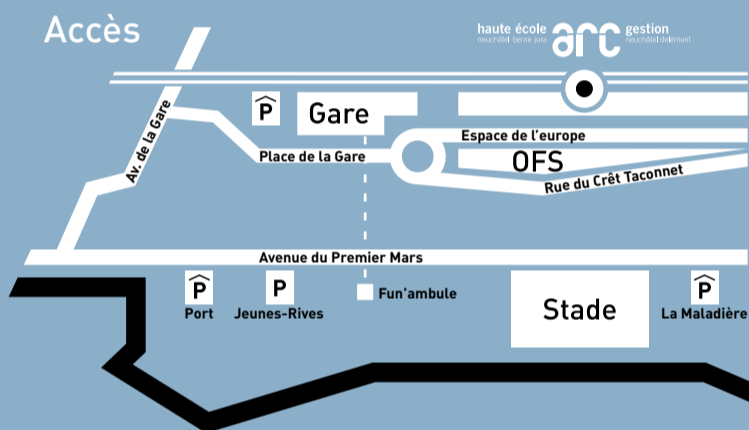 Accès
haute école arc gestion
neuchâtel berne jura neuchâtel delémont
Av. de la Gare
P
Gare
Espace de l'europe
Place de la Gare
OFS
Rue du Crêt Taconnet
Avenue du Premier Mars
P
Port
P
Jeunes-Rives
Fun'ambule
Stade
P
La Maladière